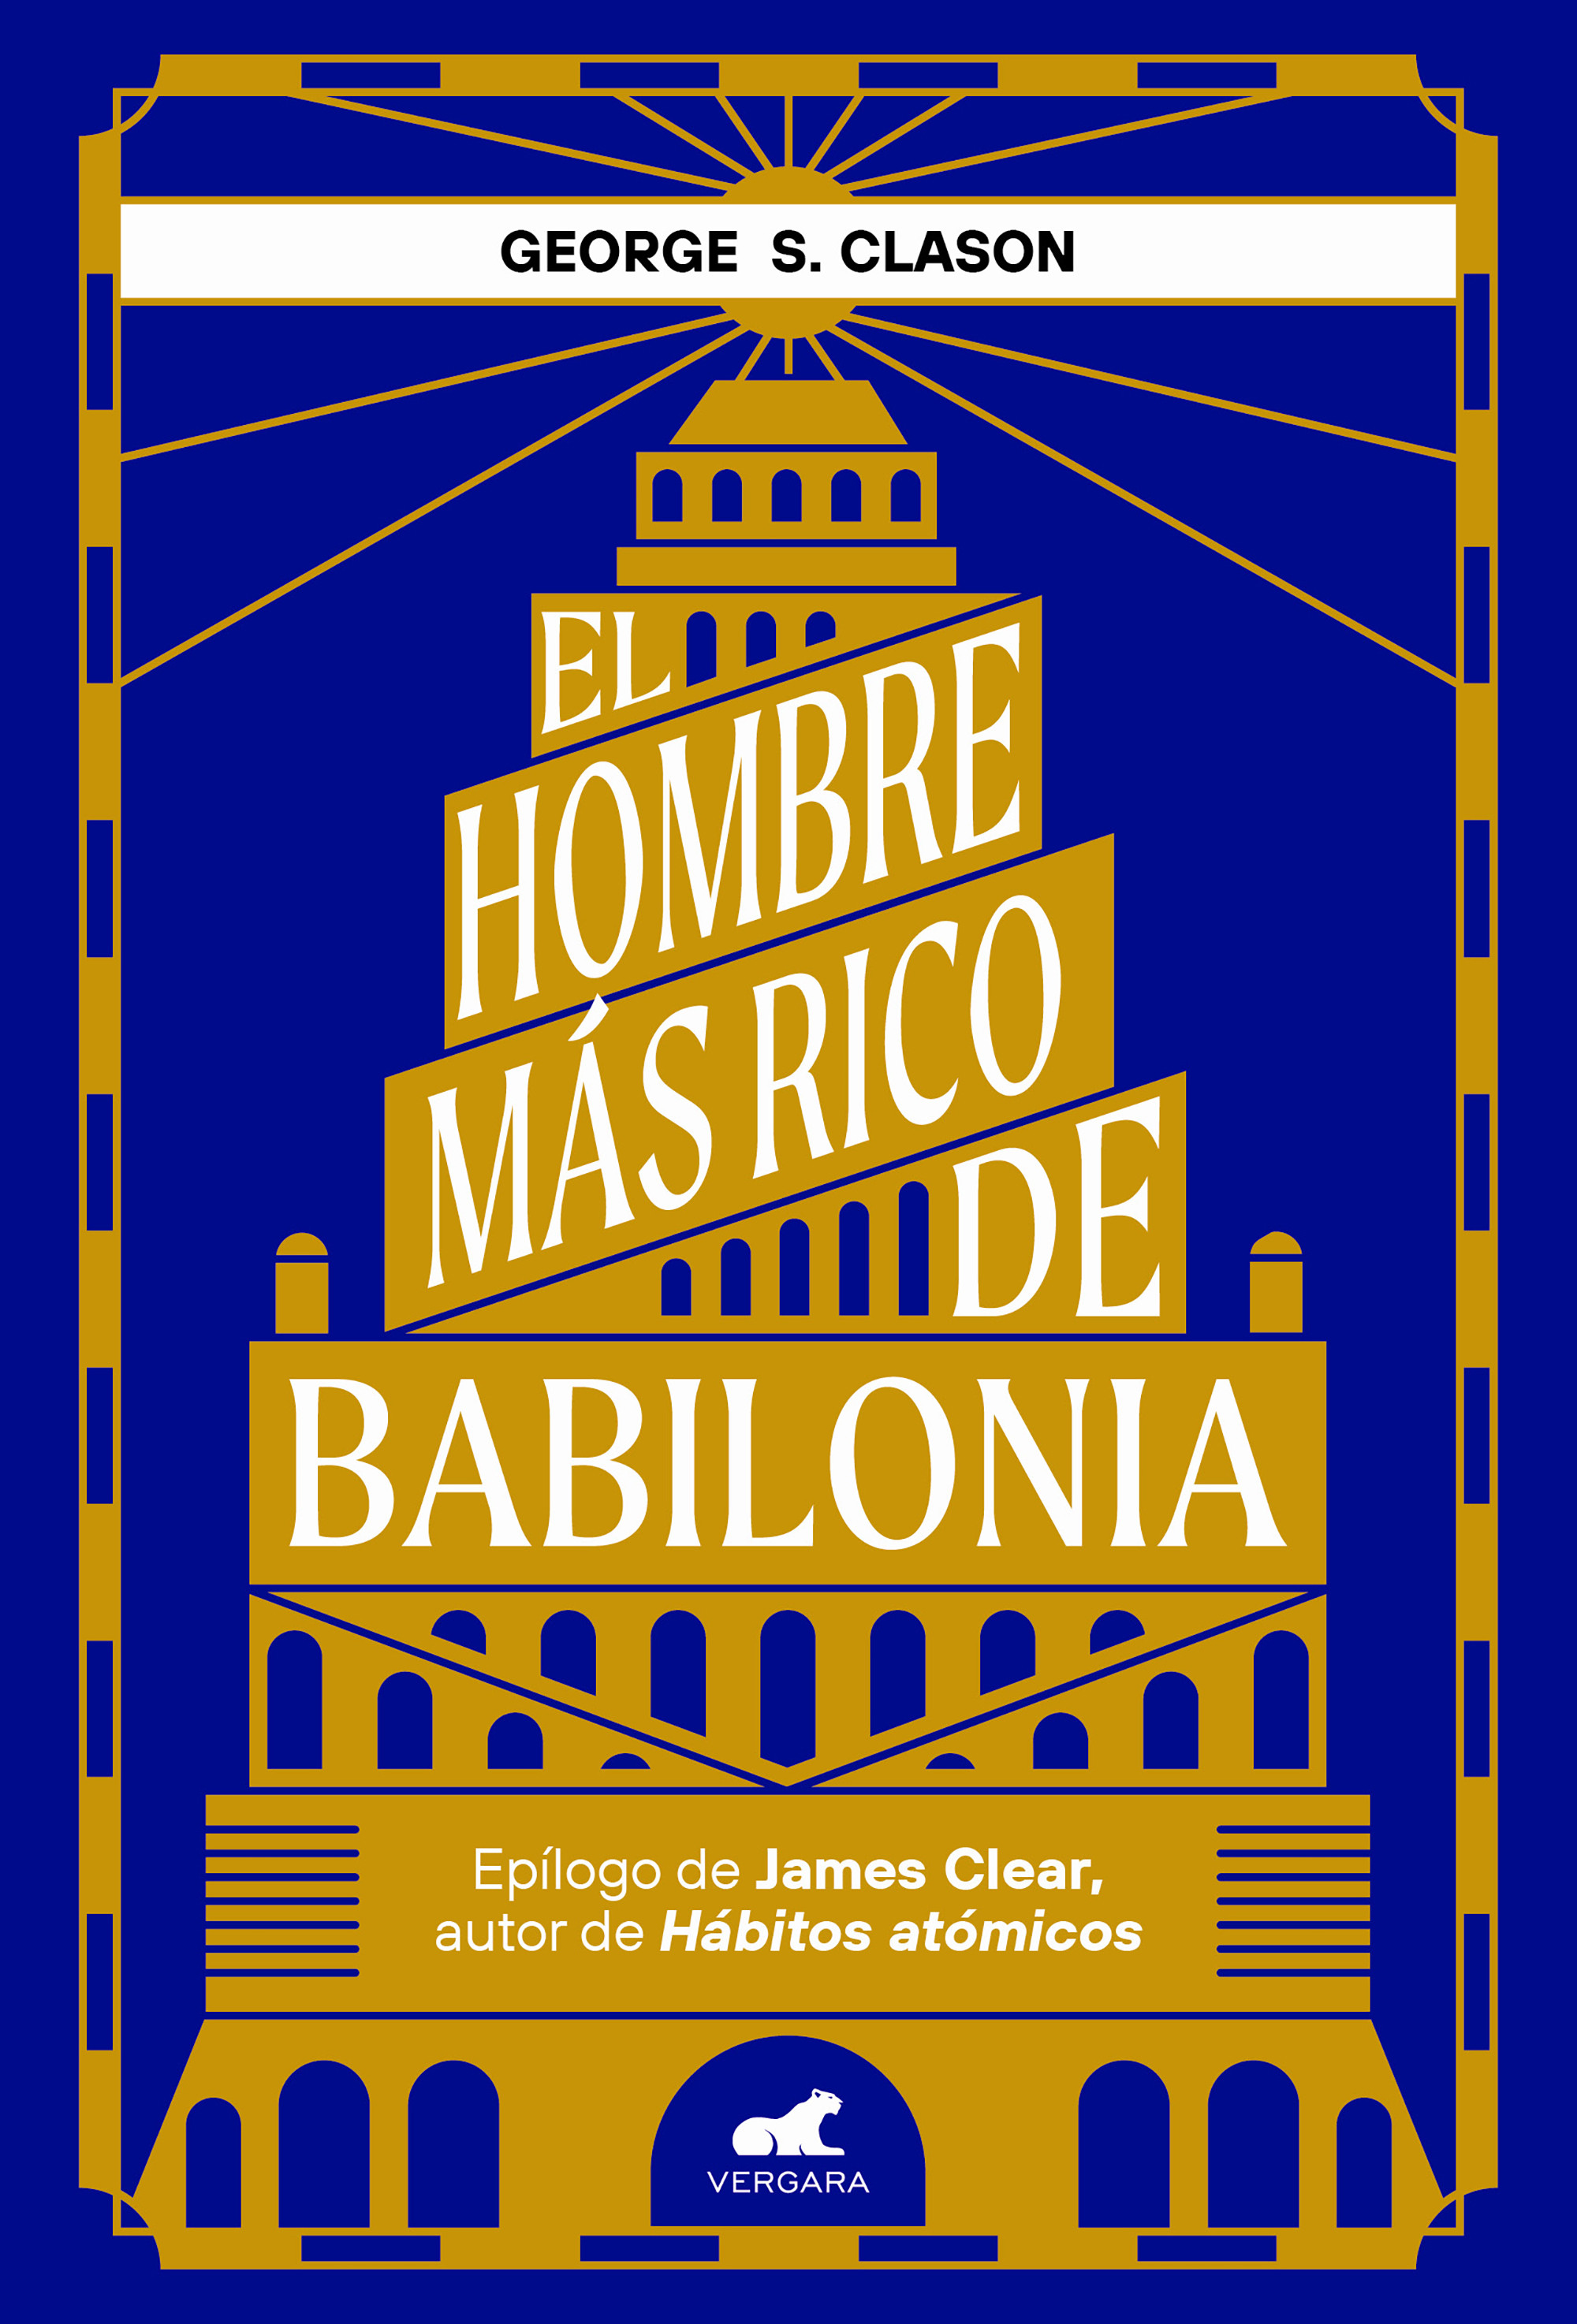 GEORGE S. CLASON
EL
HOMBRE
MÁS RICO
DE
BABILONIA
Epílogo de James Clear,
autor de Hábitos atómicos
VERGARA